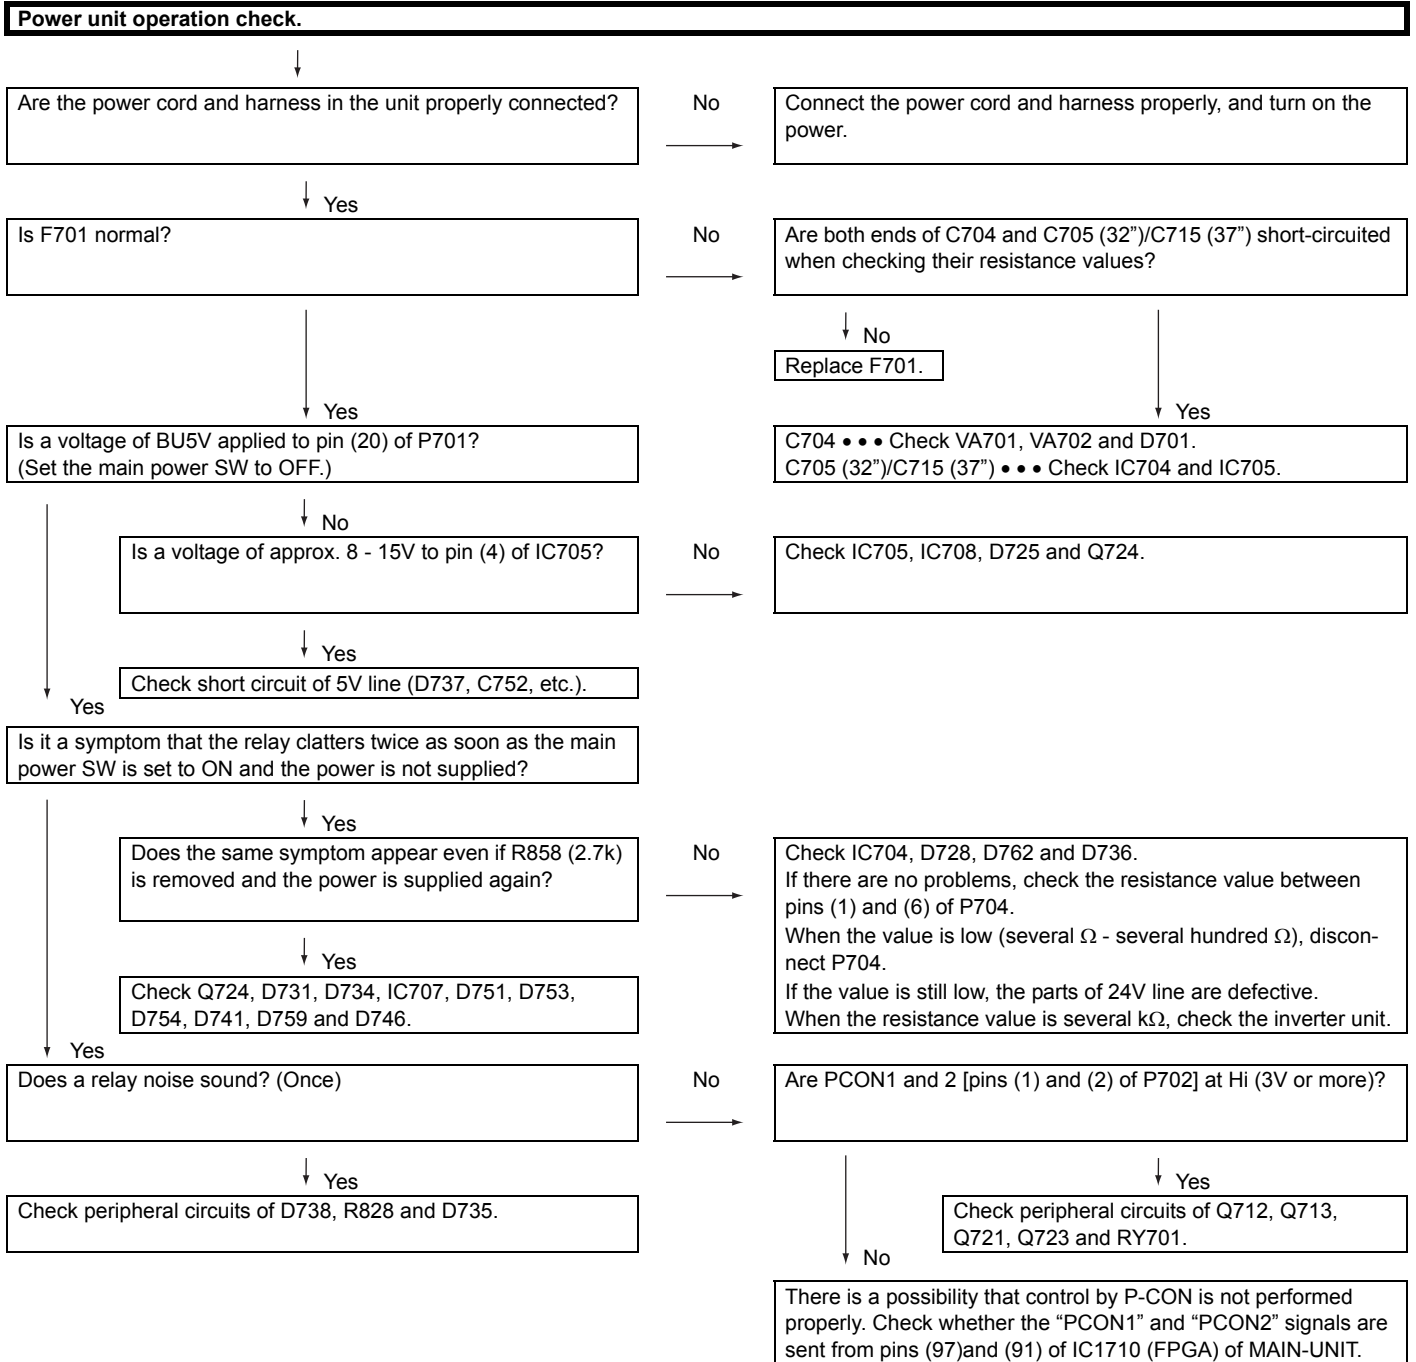 Power unit operation check.
Are the power cord and harness in the unit properly connected?
No
Connect the power cord and harness properly, and turn on the
power.
Yes
Is F701 normal?
No
Are both ends of C704 and C705 (32”)/C715 (37”) short-circuited
when checking their resistance values?
No
Replace F701.
Yes
Yes
Is a voltage of BU5V applied to pin (20) of P701?
(Set the main power SW to OFF.)
C704 • • • Check VA701, VA702 and D701.
C705 (32”)/C715 (37”) • • • Check IC704 and IC705.
No
Is a voltage of approx. 8 - 15V to pin (4) of IC705?
No
Check IC705, IC708, D725 and Q724.
Yes
Check short circuit of 5V line (D737, C752, etc.).
Yes
Is it a symptom that the relay clatters twice as soon as the main
power SW is set to ON and the power is not supplied?
Yes
Does the same symptom appear even if R858 (2.7k)
is removed and the power is supplied again?
No
Check IC704, D728, D762 and D736.
If there are no problems, check the resistance value between
pins (1) and (6) of P704.
When the value is low (several Ω - several hundred Ω), discon-
nect P704.
If the value is still low, the parts of 24V line are defective.
When the resistance value is several kΩ, check the inverter unit.
Yes
Check Q724, D731, D734, IC707, D751, D753,
D754, D741, D759 and D746.
Yes
Does a relay noise sound? (Once)
No
Are PCON1 and 2 [pins (1) and (2) of P702] at Hi (3V or more)?
Yes
Check peripheral circuits of D738, R828 and D735.
Yes
Check peripheral circuits of Q712, Q713,
Q721, Q723 and RY701.
No
There is a possibility that control by P-CON is not performed
properly. Check whether the “PCON1” and “PCON2” signals are
sent from pins (97)and (91) of IC1710 (FPGA) of MAIN-UNIT.